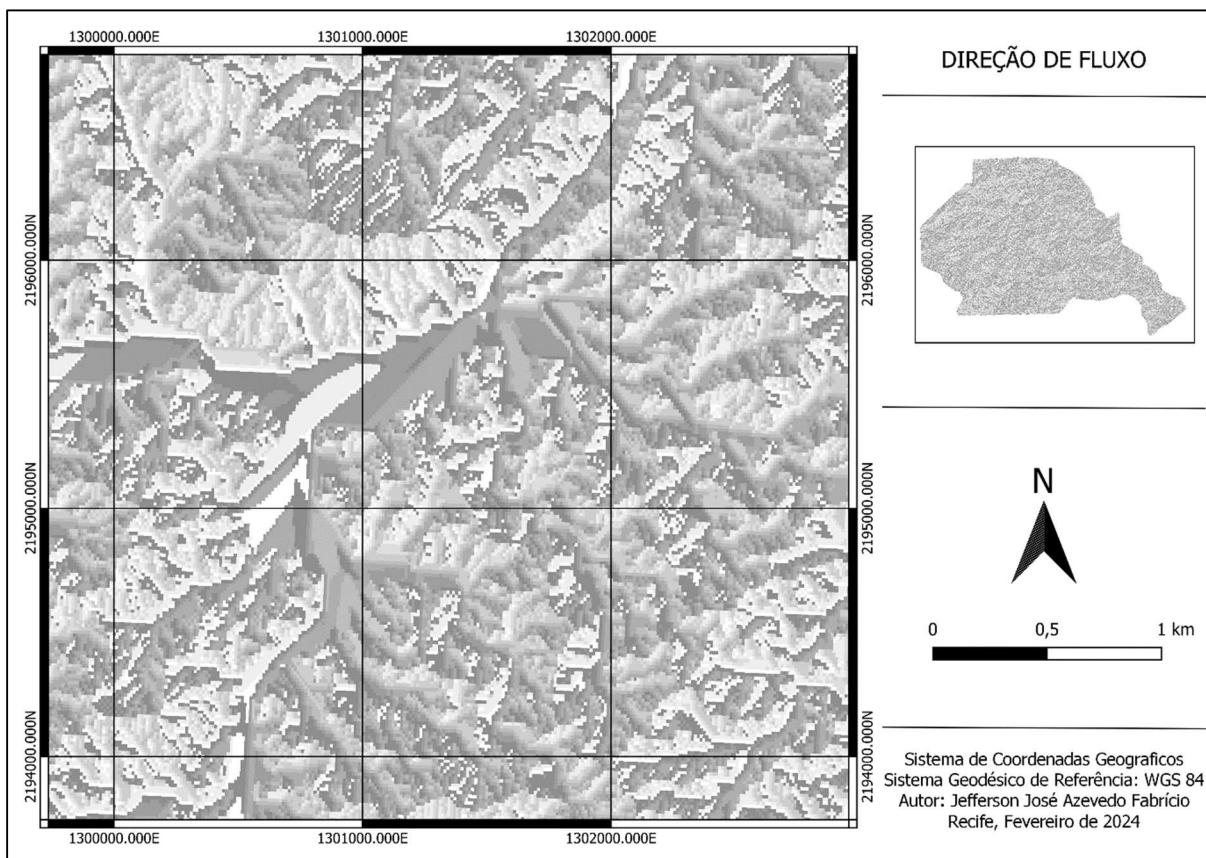 1300000.000E 1301000.000E 1302000.000E
DIREÇÃO DE FLUXO
2196000.000N 2196000.000N
2195000.000N 2195000.000N
2194000.000N 2194000.000N
1300000.000E 1301000.000E 1302000.000E
N
0 0,5 1 km
Sistema de Coordenadas Geograficos
Sistema Geodésico de Referência: WGS 84
Autor: Jefferson José Azevedo Fabrício
Recife, Fevereiro de 2024